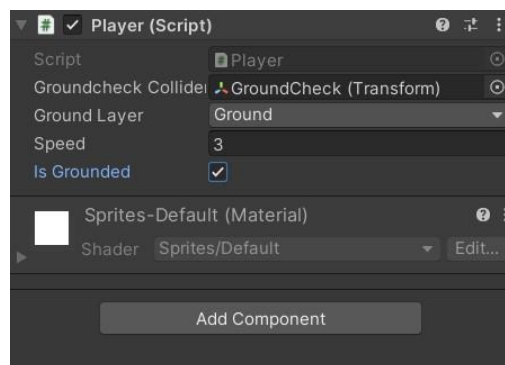 Player (Script)
Script Player
Groundcheck Collider GroundCheck (Transform)
Ground Layer Ground
Speed 3
Is Grounded
Sprites-Default (Material)
Shader Sprites/Default Edit...
Add Component